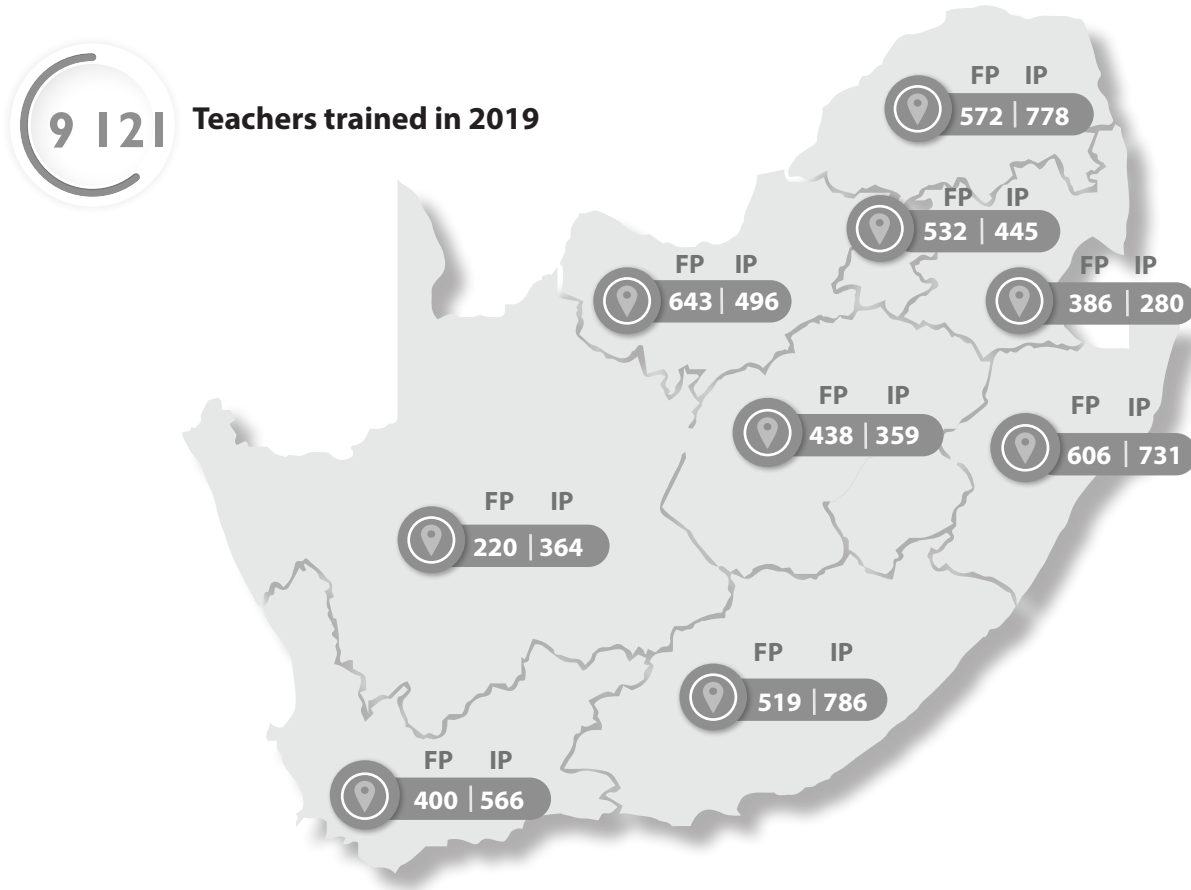 9 121
Teachers trained in 2019
FP IP
572 | 778
FP IP
532 | 445
FP IP
643 | 496
FP IP
386 | 280
FP IP
438 | 359
FP IP
606 | 731
FP IP
220 | 364
FP IP
519 | 786
FP IP
400 | 566